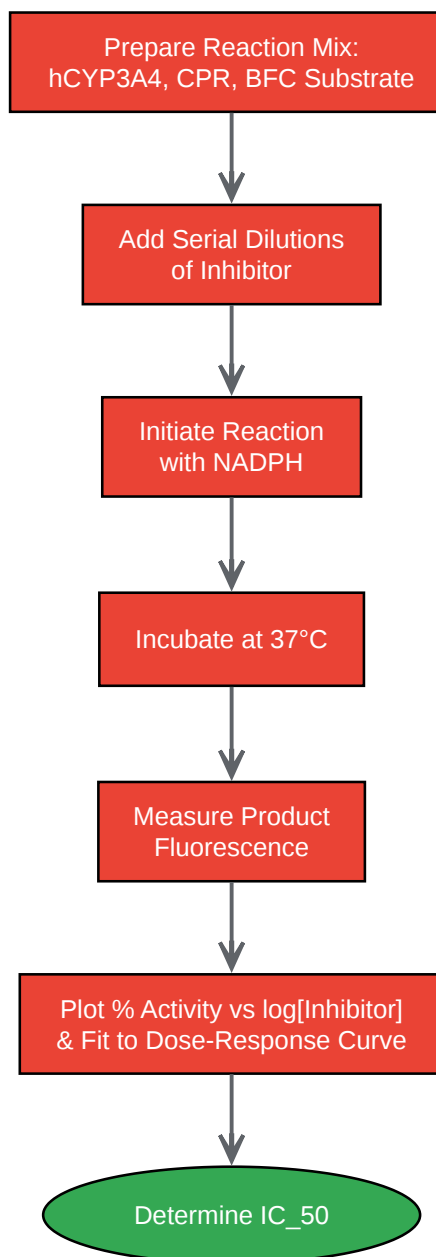 Prepare Reaction Mix:
hCYP3A4, CPR, BFC Substrate
Add Serial Dilutions
of Inhibitor
Initiate Reaction
with NADPH
Incubate at 37°C
Measure Product
Fluorescence
Plot % Activity vs log[Inhibitor]
& Fit to Dose-Response Curve
Determine IC_50